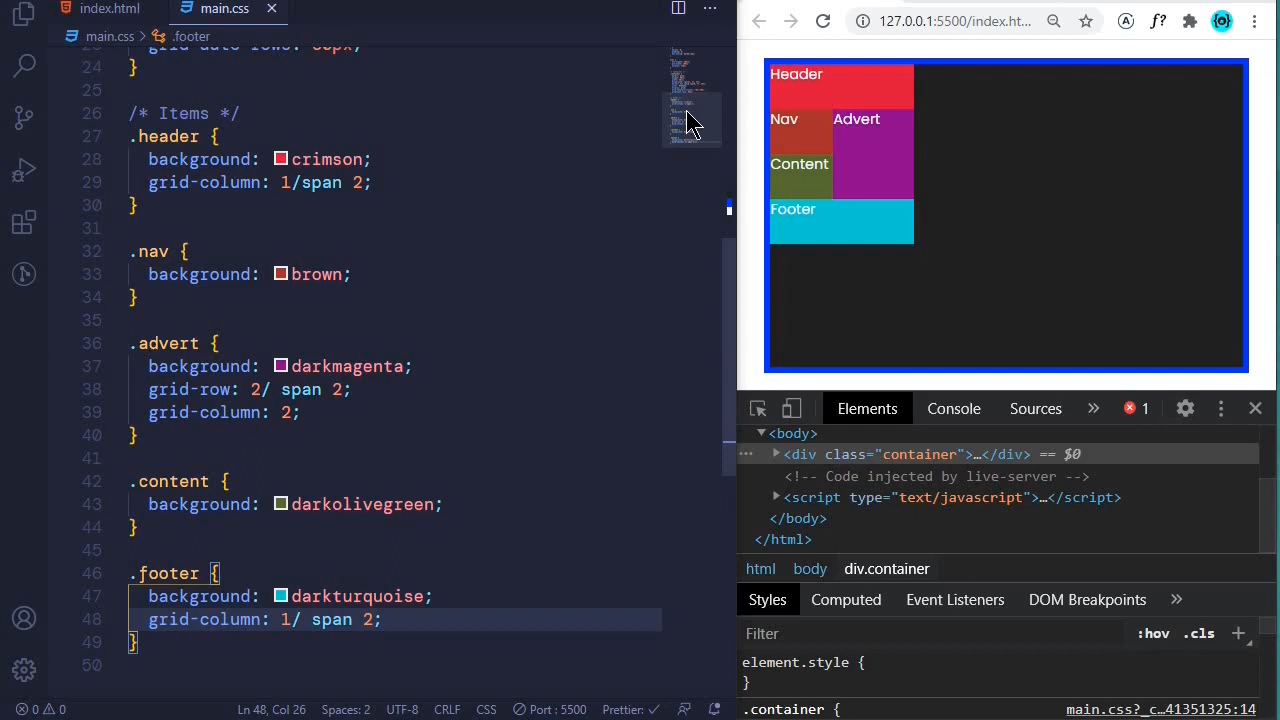 index.html
main.css
main.css > .footer
24 }
25
26 /* Items */
27 .header {
28 background: crimson;
29 grid-column: 1/span 2;
30 }
31
32 .nav {
33 background: brown;
34 }
35
36 .advert {
37 background: darkmagenta;
38 grid-row: 2/ span 2;
39 grid-column: 2;
40 }
41
42 .content {
43 background: darkolivegreen;
44 }
45
46 .footer {
47 background: darkturquoise;
48 grid-column: 1/ span 2;
49 }
50
0 0 Ln 48, Col 26 Spaces: 2 UTF-8 CRLF CSS Port : 5500 Prettier:
127.0.0.1:5500/index.ht...
Header
Nav
Advert
Content
Footer
Elements Console Sources » 1
<body>
<div class="container">…</div> == $0
<!-- Code injected by live-server -->
<script type="text/javascript">…</script>
</body>
</html>
html body div.container
Styles Computed Event Listeners DOM Breakpoints »
Filter :hov .cls +
element.style {
}
.container { main.css?_c…41351325:14